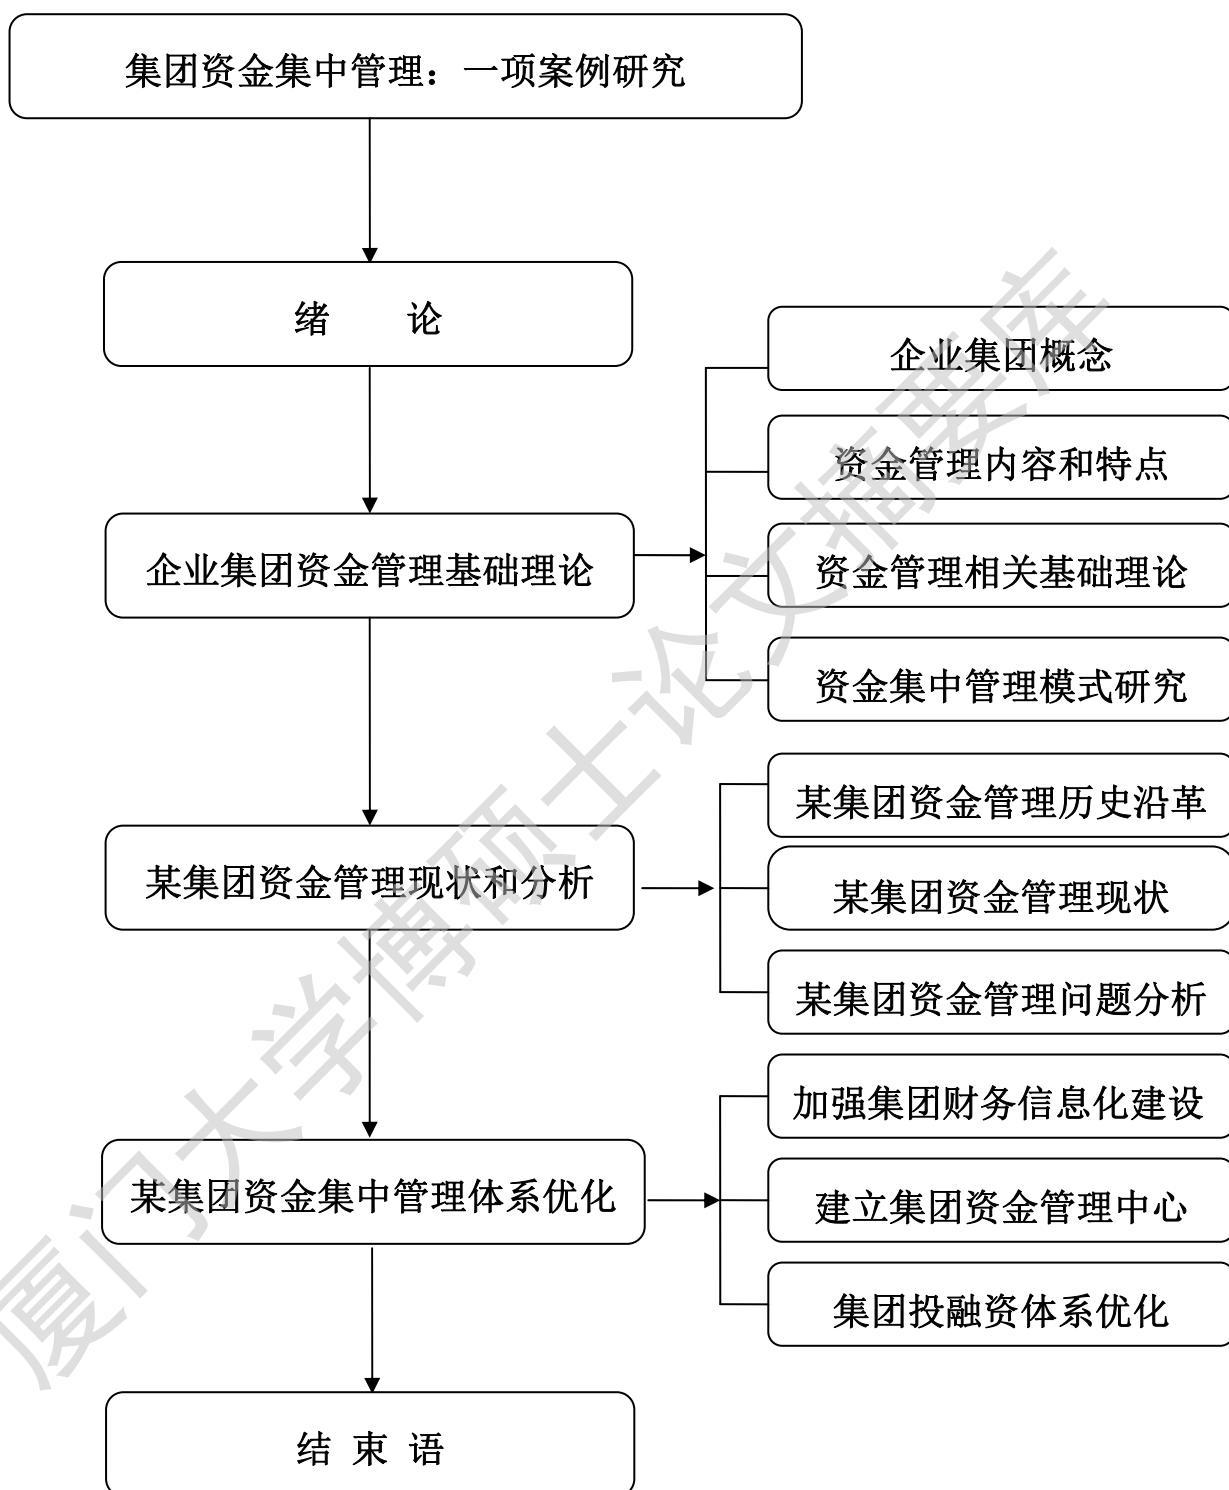 集团资金集中管理：一项案例研究
绪 论
企业集团资金管理基础理论
企业集团概念
资金管理内容和特点
资金管理相关基础理论
资金集中管理模式研究
某集团资金管理现状和分析
某集团资金管理历史沿革
某集团资金管理现状
某集团资金管理问题分析
某集团资金集中管理体系优化
加强集团财务信息化建设
建立集团资金管理中心
集团投融资体系优化
结 束 语
厦门大学博硕士论文摘要库